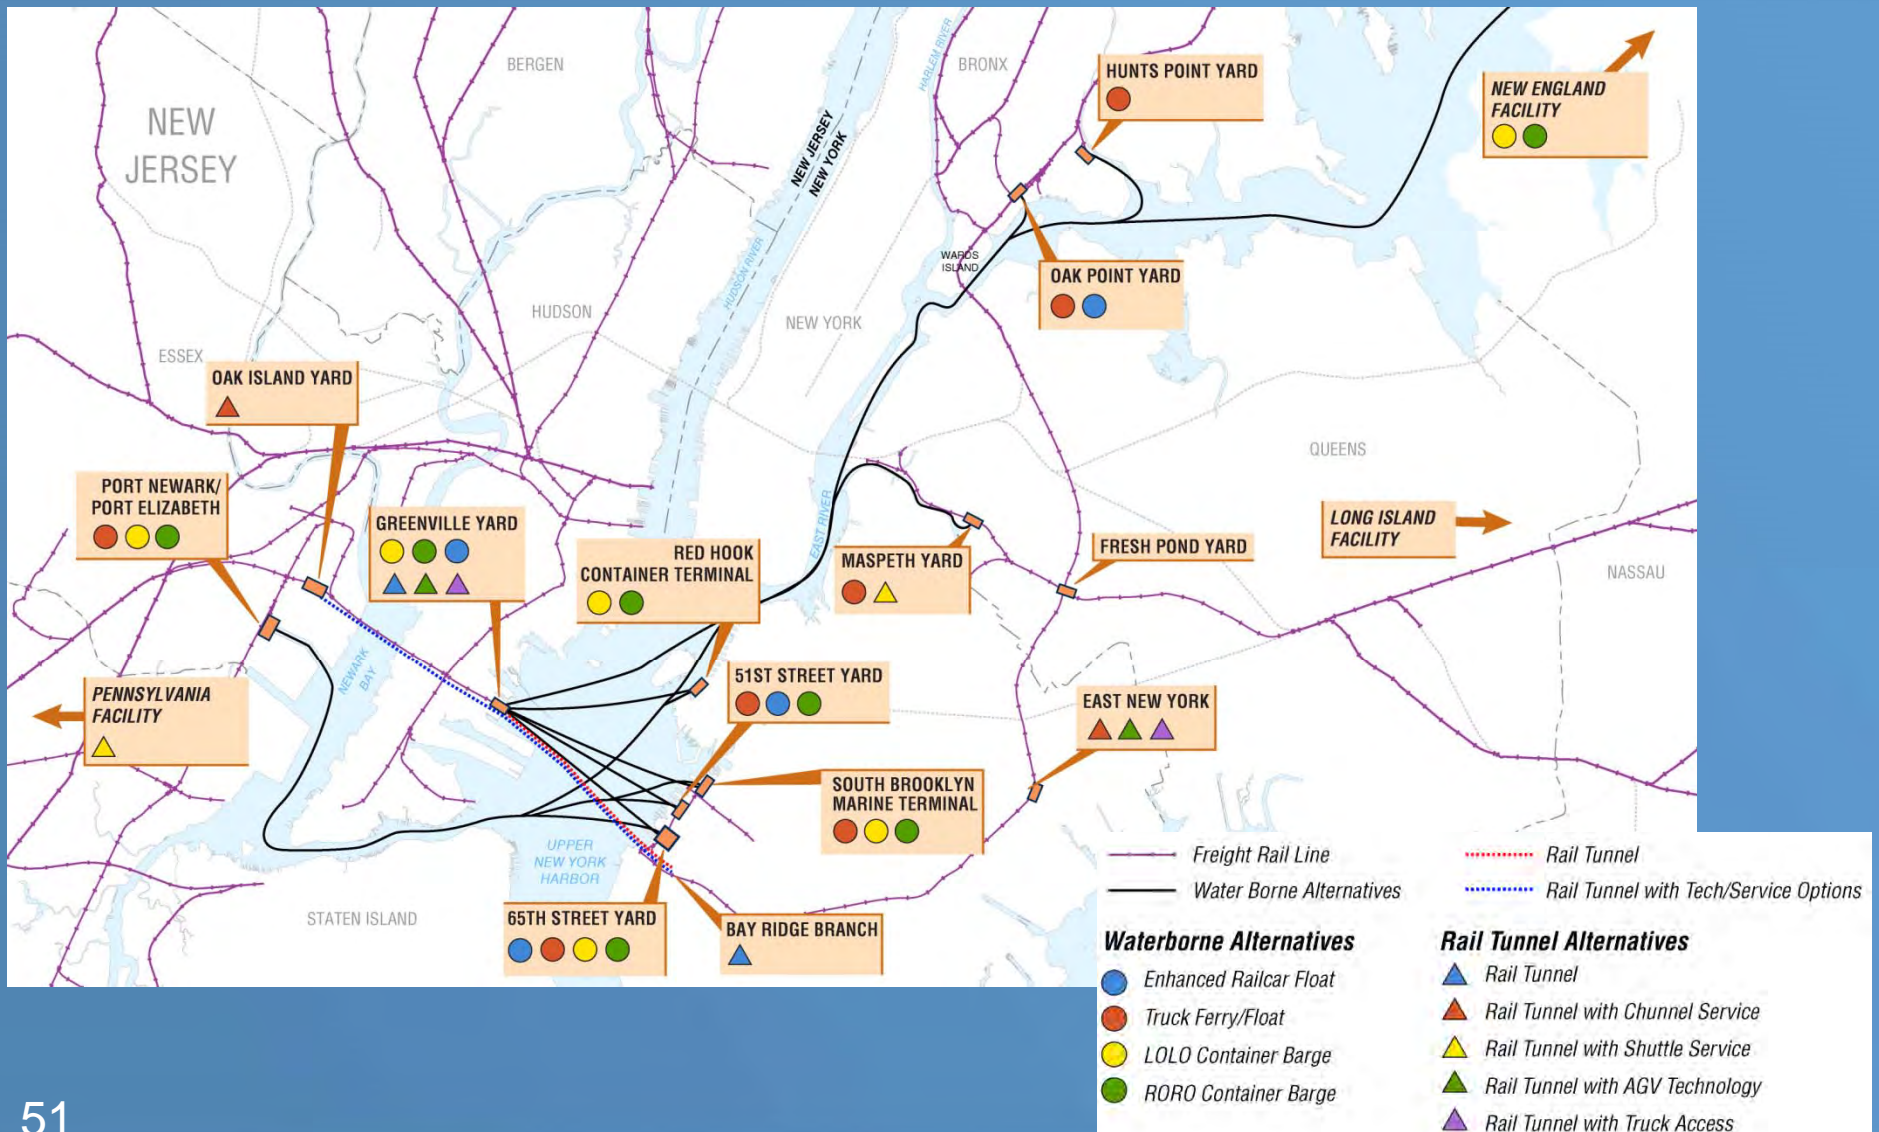 BERGEN
BRONX
HARLEM RIVER
HUNTS POINT YARD
NEW ENGLAND
FACILITY
NEW
JERSEY
NEW JERSEY
NEW YORK
HUDSON RIVER
WARDS
ISLAND
OAK POINT YARD
HUDSON
NEW YORK
ESSEX
OAK ISLAND YARD
QUEENS
PORT NEWARK/
PORT ELIZABETH
GREENVILLE YARD
RED HOOK
CONTAINER TERMINAL
EAST RIVER
MASPETH YARD
FRESH POND YARD
LONG ISLAND
FACILITY
NASSAU
NEWARK
BAY
PENNSYLVANIA
FACILITY
51ST STREET YARD
EAST NEW YORK
SOUTH BROOKLYN
MARINE TERMINAL
UPPER
NEW YORK
HARBOR
STATEN ISLAND
65TH STREET YARD
BAY RIDGE BRANCH
Freight Rail Line
Water Borne Alternatives
Rail Tunnel
Rail Tunnel with Tech/Service Options
Waterborne Alternatives
Enhanced Railcar Float
Truck Ferry/Float
LOLO Container Barge
RORO Container Barge
Rail Tunnel Alternatives
Rail Tunnel
Rail Tunnel with Chunnel Service
Rail Tunnel with Shuttle Service
Rail Tunnel with AGV Technology
Rail Tunnel with Truck Access
51